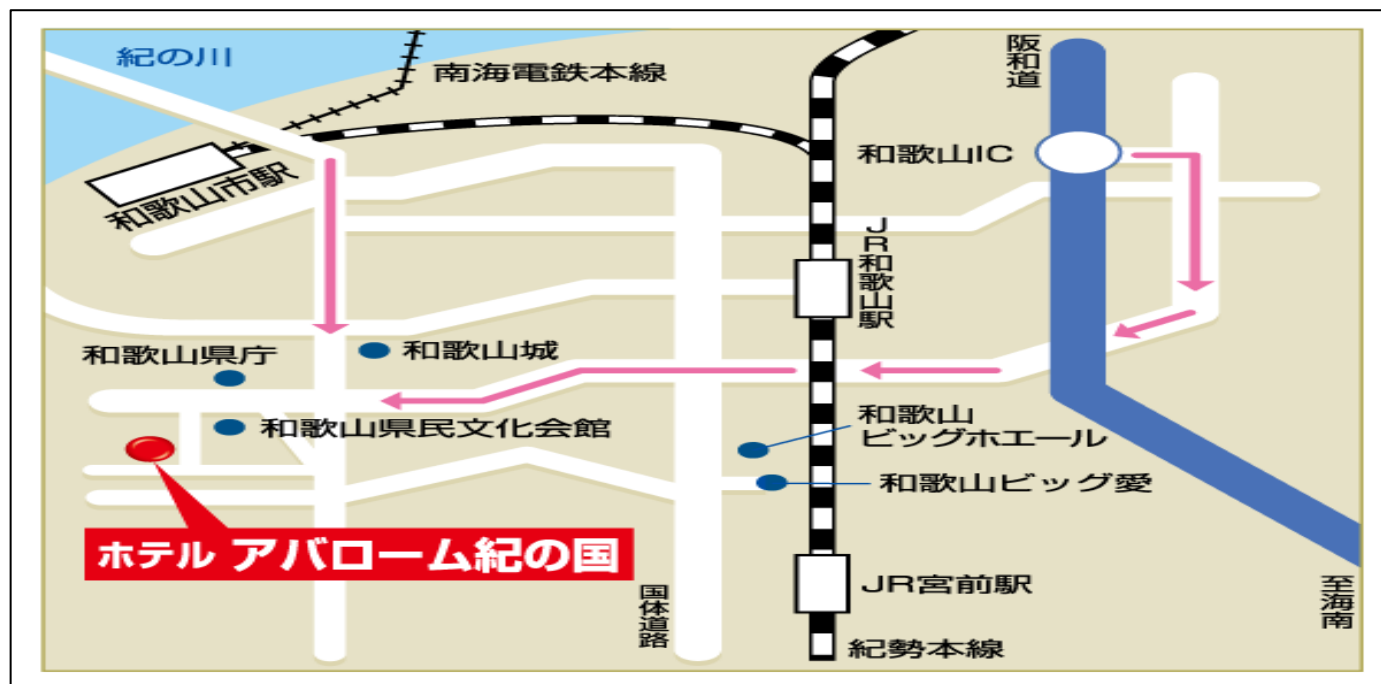 紀の川
南海電鉄本線
阪和道
和歌山市駅
和歌山IC
JR和歌山駅
和歌山県庁
和歌山城
和歌山県民文化会館
和歌山
ビッグホエール
和歌山ビッグ愛
ホテル アバローム紀の国
国体道路
JR宮前駅
至海南
紀勢本線